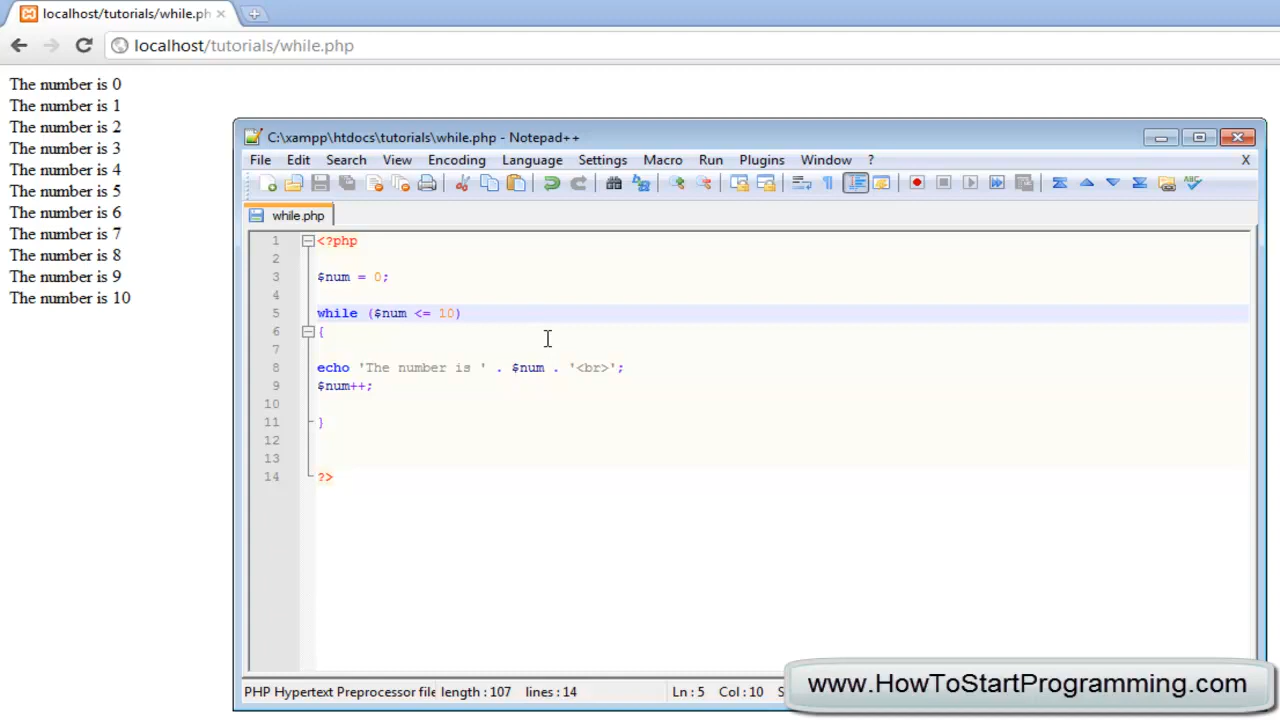 localhost/tutorials/while.ph
localhost/tutorials/while.php
The number is 0
The number is 1
The number is 2
The number is 3
The number is 4
The number is 5
The number is 6
The number is 7
The number is 8
The number is 9
The number is 10
C:\xampp\htdocs\tutorials\while.php - Notepad++
File Edit Search View Encoding Language Settings Macro Run Plugins Window ? X
while.php
1 <?php
2
3 $num = 0;
4
5 while ($num <= 10)
6 {
7
8 echo 'The number is ' . $num . '<br>';
9 $num++;
10
11 }
12
13
14 ?>
PHP Hypertext Preprocessor file length : 107 lines : 14 Ln : 5 Col : 10 S
www.HowToStartProgramming.com